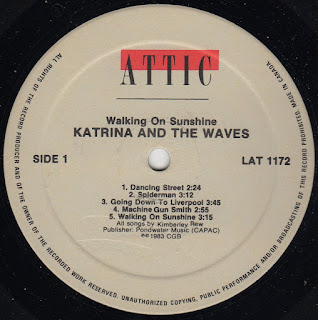 ATTIC
Walking On Sunshine
KATRINA AND THE WAVES
SIDE 1
LAT 1172
1. Dancing Street 2:24
2. Spiderman 3:12
3. Going Down To Liverpool 3:45
4. Machine Gun Smith 2:55
5. Walking On Sunshine 3:15
All songs by Kimberley Rew
Publisher: Pondwater Music (CAPAC)
1983 CGB
ALL RIGHTS OF THE RECORD PRODUCER AND OF THE OWNER OF THE RECORDED WORK RESERVED. UNAUTHORIZED COPYING, PUBLIC PERFORMANCE AND/OR BROADCASTING OF THIS RECORD PROHIBITED. MADE IN CANADA.